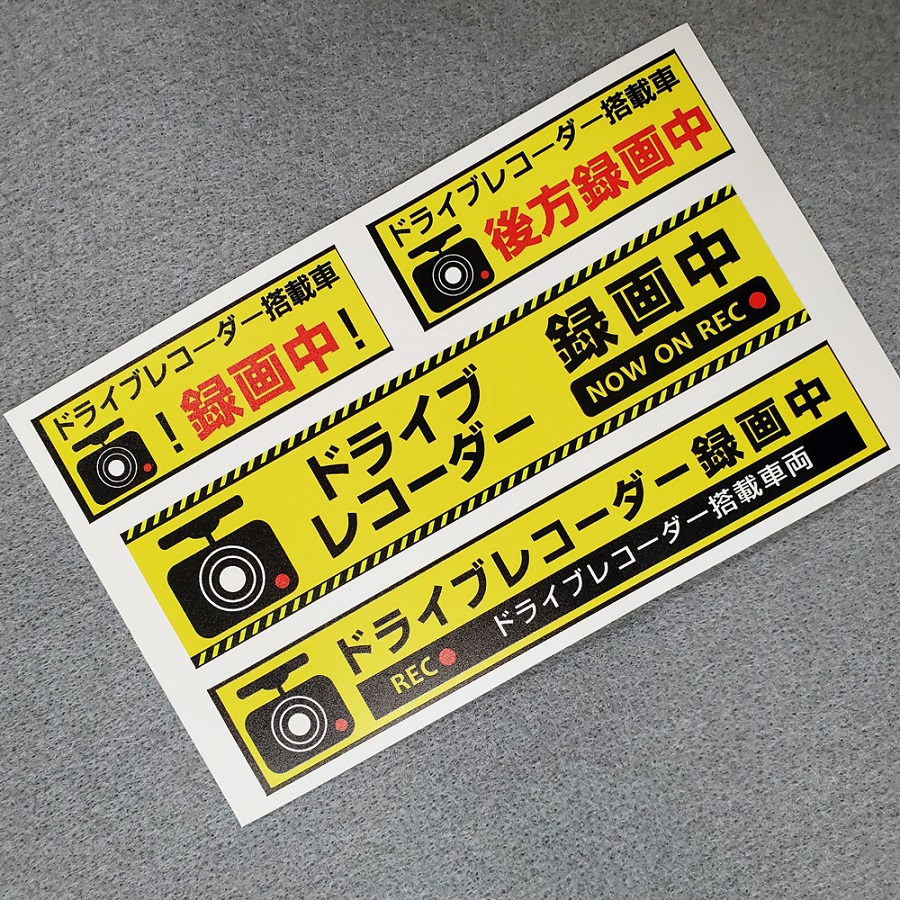 ドライブレコーダー搭載車
後方録画中
ドライブレコーダー搭載車
!録画中!
ドライブ
レコーダー
録画中
NOW ON REC
ドライブレコーダー録画中
REC ドライブレコーダー搭載車両